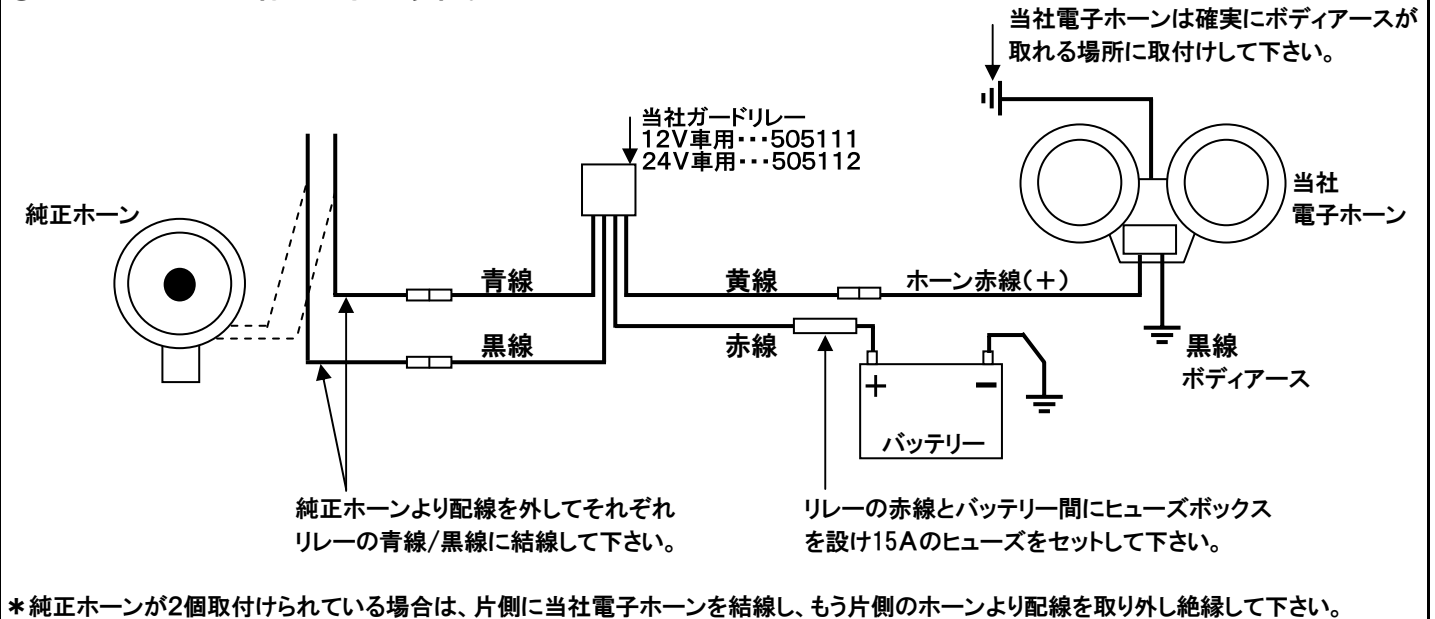 当社電子ホーンは確実にボディアースが
取れる場所に取付けして下さい。
当社ガードリレー
12V車用･･･505111
24V車用･･･505112
純正ホーン
当社
電子ホーン
青線
黄線
ホーン赤線(+)
黒線
赤線
黒線
ボディアース
+
−
バッテリー
純正ホーンより配線を外してそれぞれ
リレーの青線/黒線に結線して下さい。
リレーの赤線とバッテリー間にヒューズボックス
を設け15Aのヒューズをセットして下さい。
*純正ホーンが2個取付けられている場合は、片側に当社電子ホーンを結線し、もう片側のホーンより配線を取り外し絶縁して下さい。